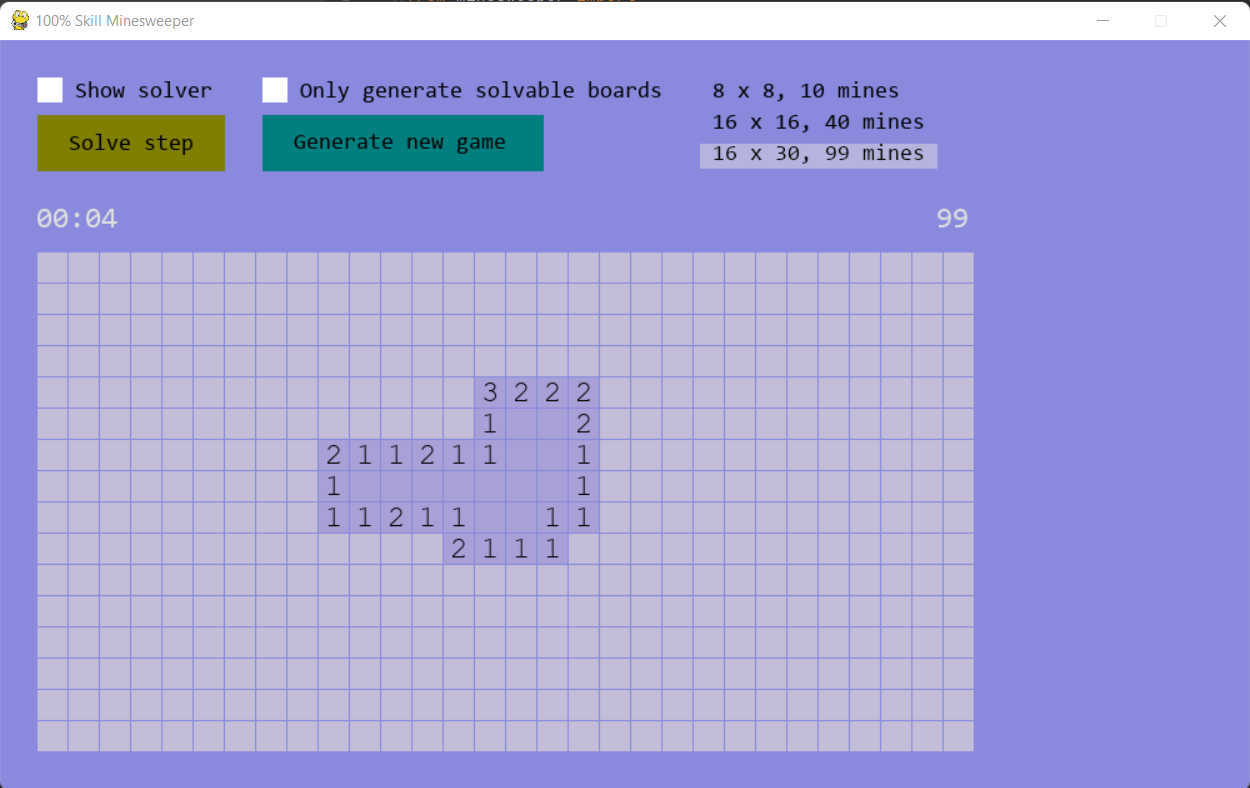 100% Skill Minesweeper
Show solver Only generate solvable boards 8 x 8, 10 mines
16 x 16, 40 mines
Solve step Generate new game 16 x 30, 99 mines
00:04 99
3 2 2 2
1 2
2 1 1 2 1 1 1
1 1
1 1 2 1 1 1 1
2 1 1 1